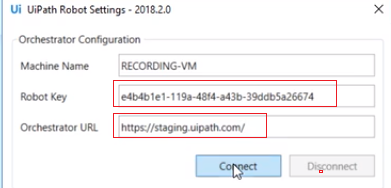 Ui UiPath Robot Settings - 2018.2.0
Orchestrator Configuration
Machine Name RECORDING-VM
Robot Key e4b4b1e1-119a-48f4-a43b-39ddb5a26674
Orchestrator URL https://staging.uipath.com/
Connect Disconnect